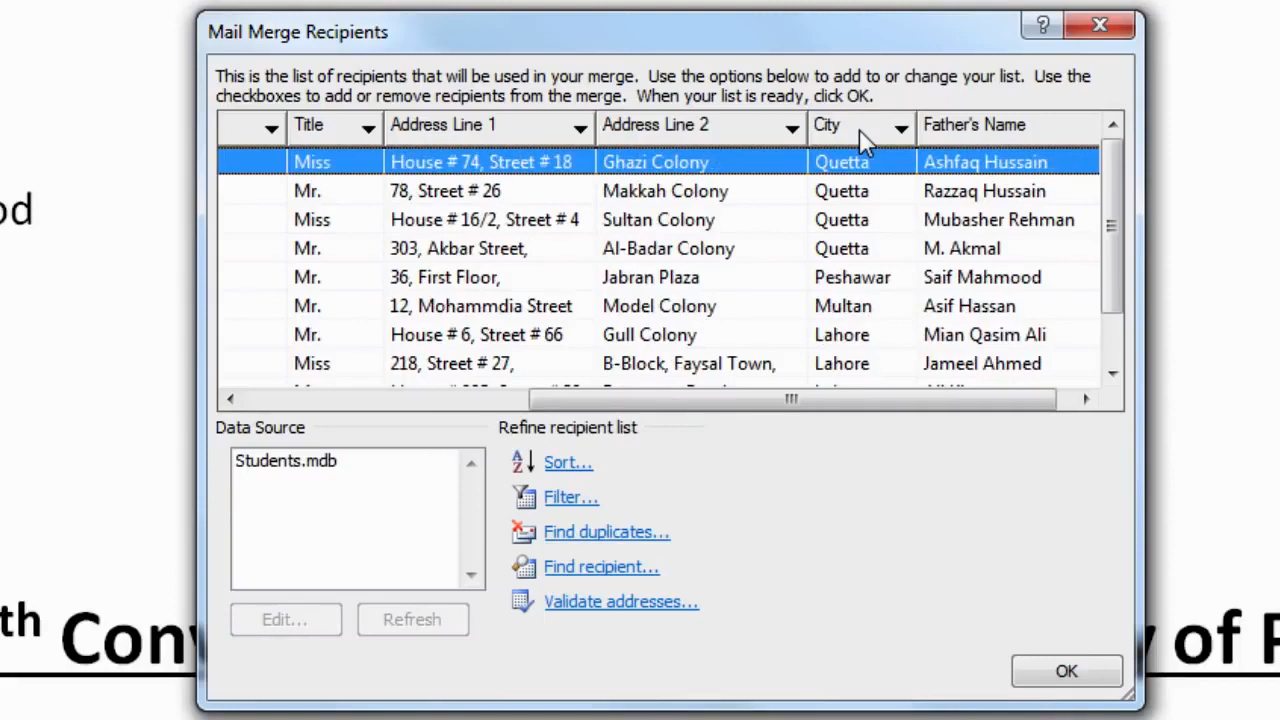 Mail Merge Recipients
This is the list of recipients that will be used in your merge. Use the options below to add to or change your list. Use the
checkboxes to add or remove recipients from the merge. When your list is ready, click OK.
Title Address Line 1 Address Line 2 City Father's Name
Miss House # 74, Street # 18 Ghazi Colony Quetta Ashfaq Hussain
Mr. 78, Street # 26 Makkah Colony Quetta Razzaq Hussain
Miss House # 16/2, Street # 4 Sultan Colony Quetta Mubasher Rehman
Mr. 303, Akbar Street, Al-Badar Colony Quetta M. Akmal
Mr. 36, First Floor, Jabran Plaza Peshawar Saif Mahmood
Mr. 12, Mohammdia Street Model Colony Multan Asif Hassan
Mr. House # 6, Street # 66 Gull Colony Lahore Mian Qasim Ali
Miss 218, Street # 27, B-Block, Faysal Town, Lahore Jameel Ahmed
od
Data Source Refine recipient list
Students.mdb
Sort...
Filter...
Find duplicates...
Find recipient...
Validate addresses...
Edit... Refresh
th Conv y of P
OK